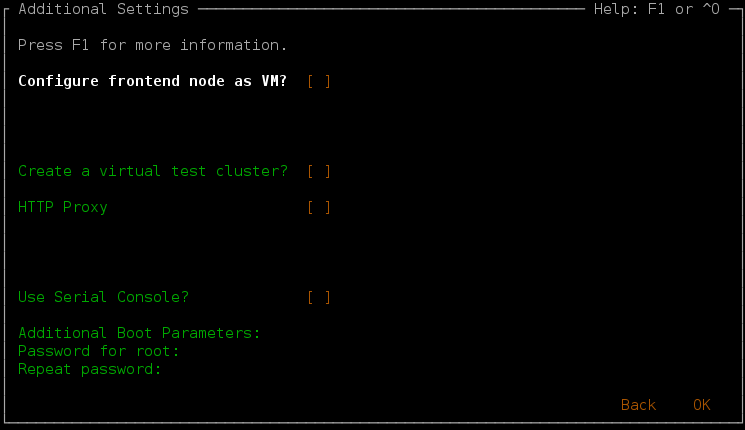 Additional Settings Help: F1 or ^O
Press F1 for more information.
Configure frontend node as VM? [ ]
Create a virtual test cluster? [ ]
HTTP Proxy [ ]
Use Serial Console? [ ]
Additional Boot Parameters:
Password for root:
Repeat password:
Back OK